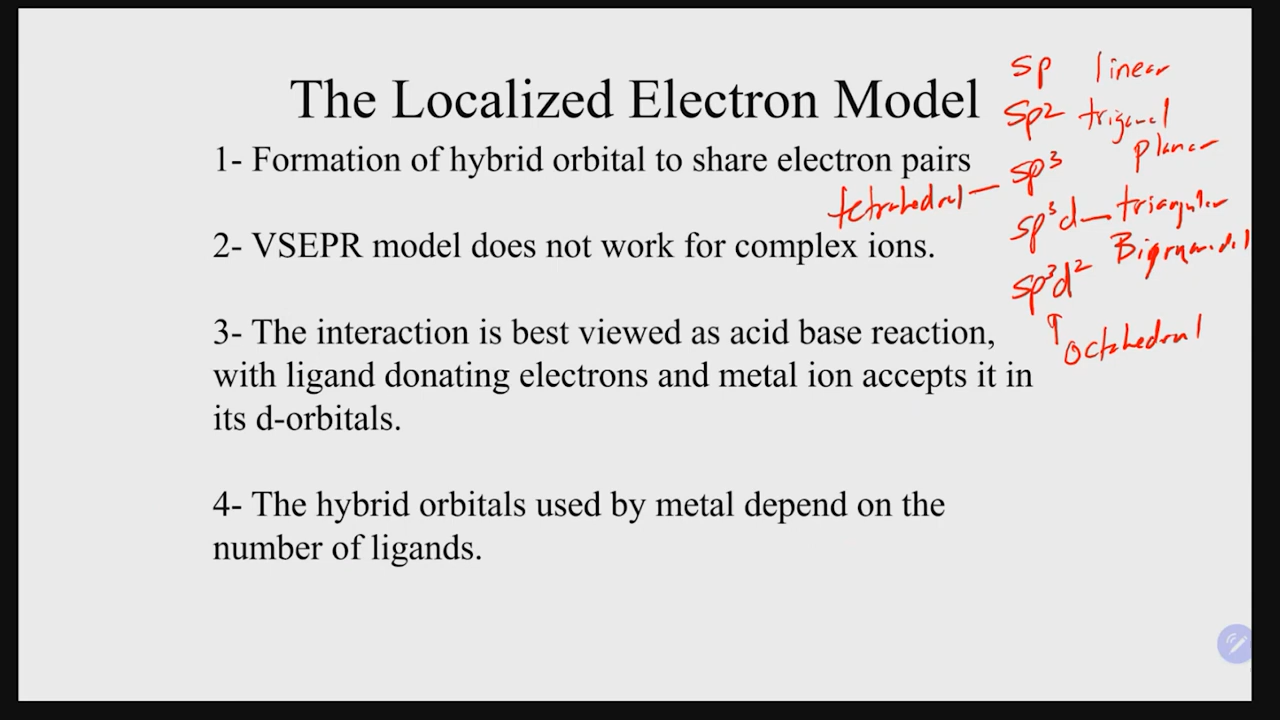 The Localized Electron Model
1- Formation of hybrid orbital to share electron pairs
2- VSEPR model does not work for complex ions.
3- The interaction is best viewed as acid base reaction,
with ligand donating electrons and metal ion accepts it in
its d-orbitals.
4- The hybrid orbitals used by metal depend on the
number of ligands.
sp linear
sp2 trigonal
planar
tetrahedral — sp³
sp³d — triangular
Bipyramidal
sp³d²
octahedral